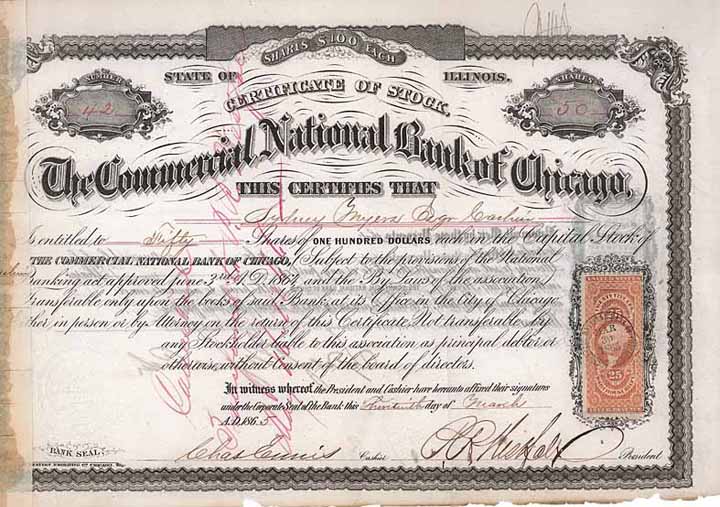 SHARES $100 EACH
NUMBER
STATE OF
ILLINOIS.
SHARES
42
CERTIFICATE OF STOCK.
50
The Commercial National Bank of Chicago,
THIS CERTIFIES THAT
Sydney Myers
is entitled to Fifty Shares of ONE HUNDRED DOLLARS each in the Capital Stock of
THE COMMERCIAL NATIONAL BANK OF CHICAGO, Subject to the provisions of the National
Banking act approved June 3rd A.D. 1864 and the By Laws of the association
transferable only upon the books of said Bank, at its Office in the City of Chicago
either in person or by Attorney on the return of this Certificate, Not transferable by
any Stockholder liable to this association as principal debtor, or
otherwise, without consent of the board of directors.
In witness whereof, the President and Cashier have hereunto affixed their signatures
under the Corporate Seal of the Bank this day of March
A.D. 1865
BANK SEAL.
Chas Ennis Cashier President
UNITED STATES
25